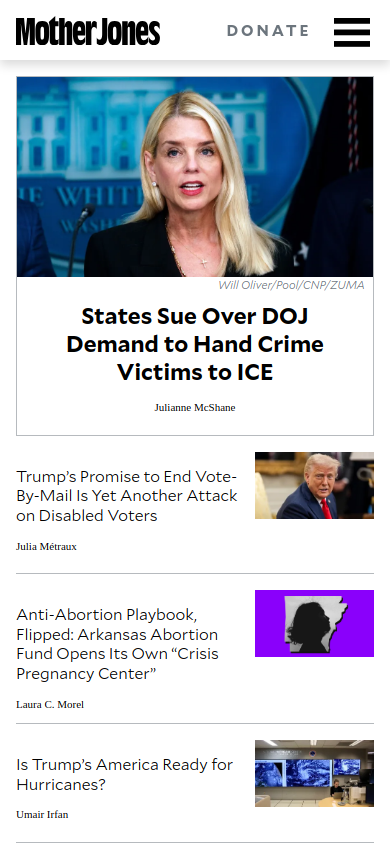 Mother Jones
DONATE
THE WHITE
WASHINGTON
Will Oliver/Pool/CNP/ZUMA
States Sue Over DOJ
Demand to Hand Crime
Victims to ICE
Julianne McShane
Trump’s Promise to End Vote-
By-Mail Is Yet Another Attack
on Disabled Voters
Julia Métraux
Anti-Abortion Playbook,
Flipped: Arkansas Abortion
Fund Opens Its Own “Crisis
Pregnancy Center”
Laura C. Morel
Is Trump’s America Ready for
Hurricanes?
Umair Irfan